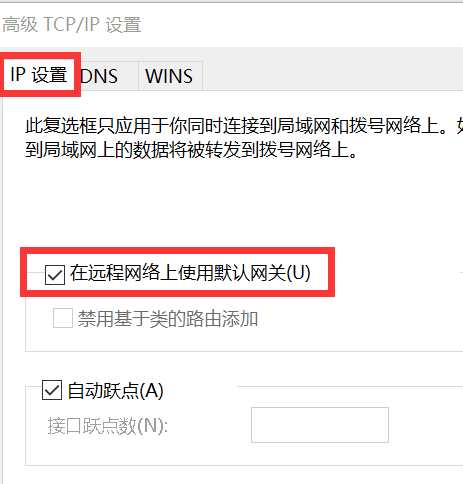 高级 TCP/IP 设置
IP 设置 DNS WINS
此复选框只应用于你同时连接到局域网和拨号网络上。
到局域网上的数据将被转发到拨号网络上。
在远程网络上使用默认网关(U)
禁用基于类的路由添加
自动跃点(A)
接口跃点数(N):